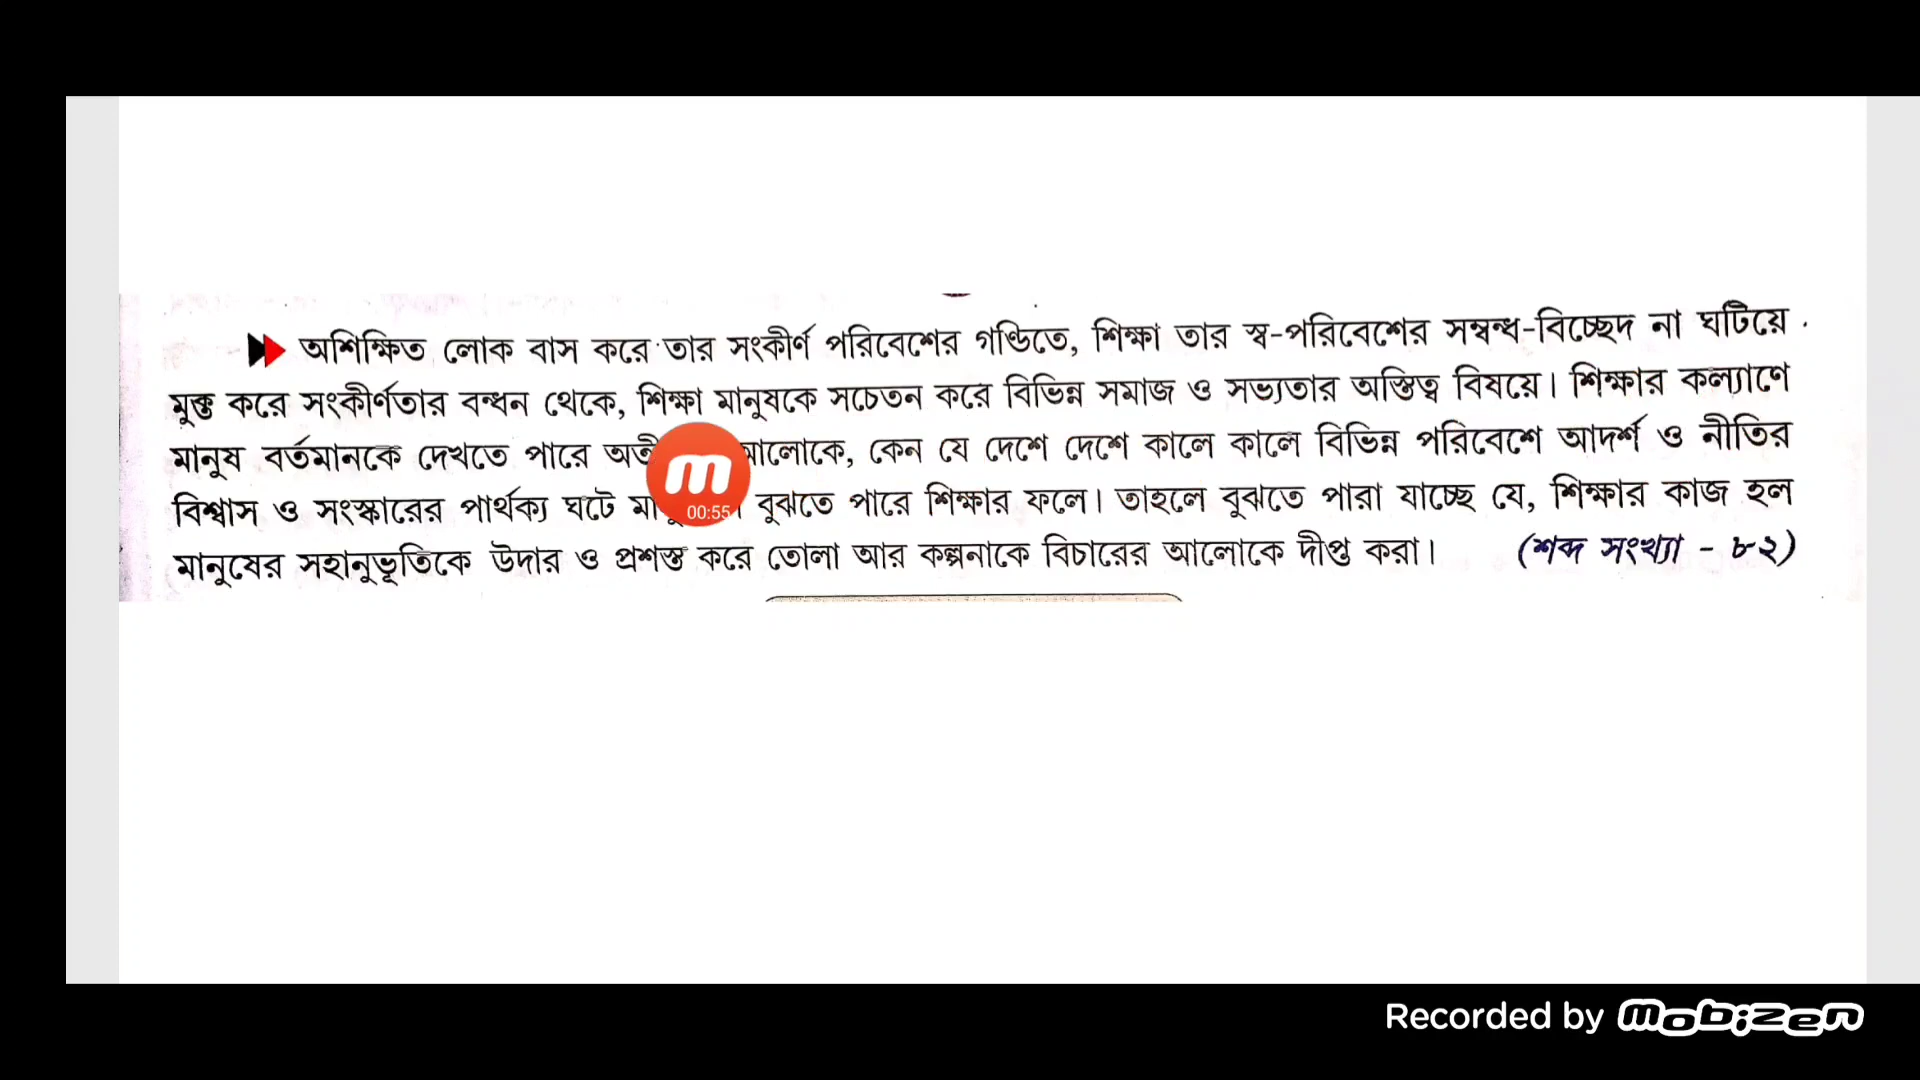 অশিক্ষিত লোক বাস করে তার সংকীর্ণ পরিবেশের গণ্ডিতে, শিক্ষা তার স্ব-পরিবেশের সম্বন্ধ-বিচ্ছেদ না ঘটিয়ে
মুক্ত করে সংকীর্ণতার বন্ধন থেকে, শিক্ষা মানুষকে সচেতন করে বিভিন্ন সমাজ ও সভ্যতার অস্তিত্ব বিষয়ে। শিক্ষার কল্যাণে
মানুষ বর্তমানকে দেখতে পারে আলোকে, কেন যে দেশে দেশে কালে কালে বিভিন্ন পরিবেশে আদর্শ ও নীতির
বিশ্বাস ও সংস্কারের পার্থক্য ঘটে বুঝতে পারে শিক্ষার ফলে। তাহলে বুঝতে পারা যাচ্ছে যে, শিক্ষার কাজ হল
মানুষের সহানুভূতিকে উদার ও প্রশস্ত করে তোলা আর কল্পনাকে বিচারের আলোকে দীপ্ত করা। (শব্দ সংখ্যা - ৮২)
00:55
Recorded by mobizen